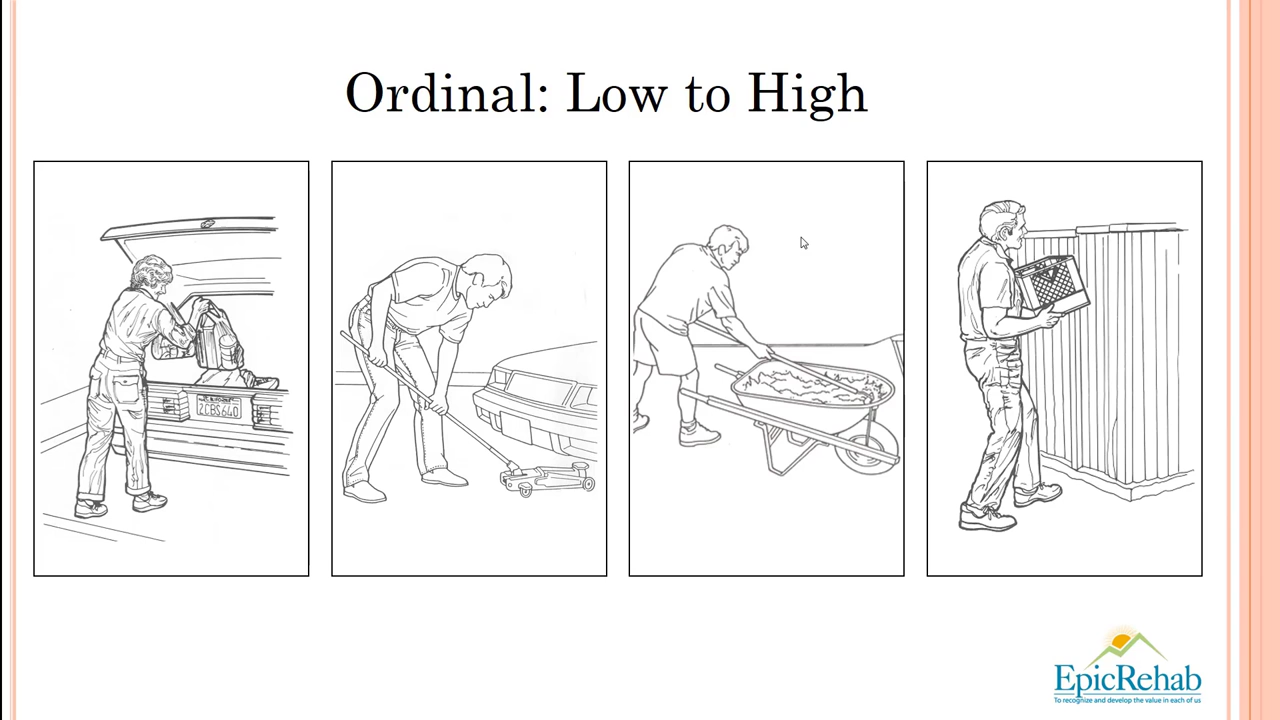 Ordinal: Low to High
2CBS640
EpicRehab
To recognize and develop the value in each of us